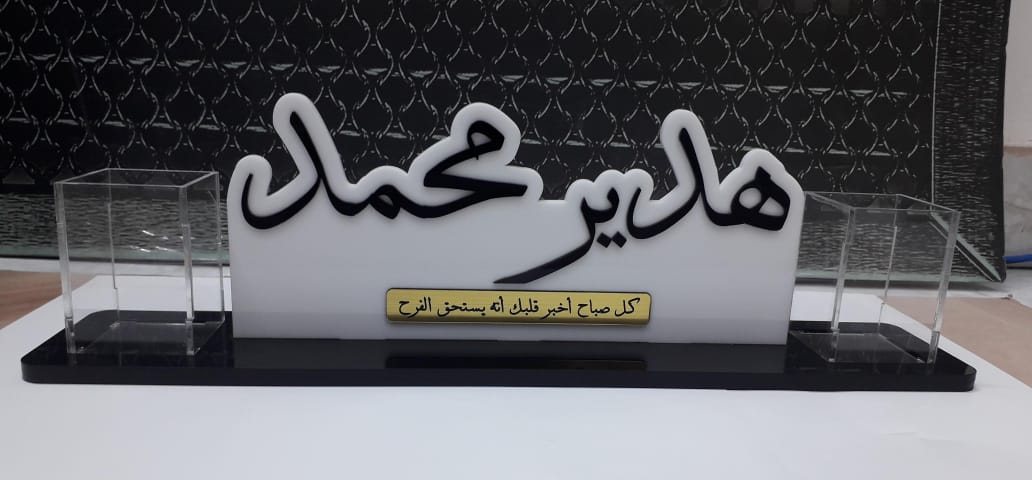 هدير محمد
كل صباح أخبر قلبك أنه يستحق الفرح